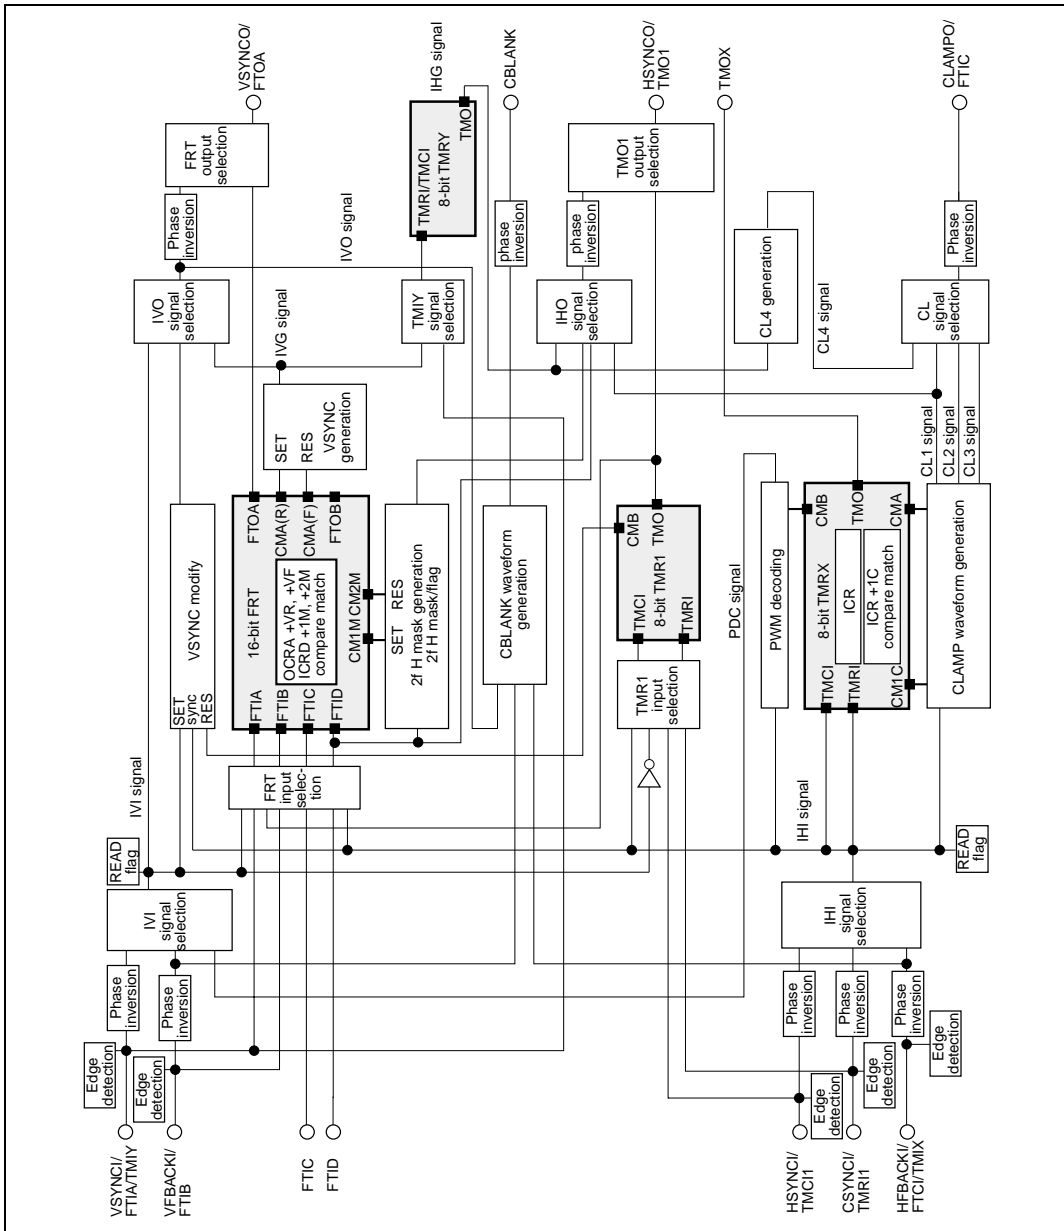 VSYNCO/
FTOA
IHG signal
CBLANK
HSYNCO/
TMO1
TMOX
CLAMPO/
FTIC
FRT
output
selection
TMRI/TMCI
8-bit TMRY
TMO
TMO1
output
selection
Phase
inversion
IVO signal
phase
inversion
phase
inversion
Phase
inversion
IVO
signal
selection
IVG signal
TMIY
signal
selection
IHO
signal
selection
CL4 generation
CL4 signal
CL
signal
selection
SET
RES
VSYNC
generation
CL1 signal
CL2 signal
CL3 signal
VSYNC modify
SET
sync
RES
16-bit FRT
FTOA
CMA(R)
CMA(F)
FTOB
OCRA +VR, +VF
ICRD +1M, +2M
compare match
CM1M CM2M
FTIA
FTIB
FTIC
FTID
SET
RES
2f H mask generation
2f H mask/flag
CBLANK waveform
generation
CMB
TMO
TMCI
8-bit TMR1
TMRI
TMR1
input
selection
PDC signal
PWM decoding
CMB
TMO
CMA
8-bit TMRX
ICR
ICR +1C
compare match
TMCI
TMRI
CM1C
CLAMP waveform generation
FRT
input
selec-
tion
IVI signal
IHI signal
READ
flag
READ
flag
IVI
signal
selection
IHI
signal
selection
Phase
inversion
Phase
inversion
Phase
inversion
Phase
inversion
Phase
inversion
Edge
detection
Edge
detection
Edge
detection
Edge
detection
Edge
detection
VSYNCI/
FTIA/TMIY
VFBACKI/
FTIB
FTIC
FTID
HSYNCI/
TMCI1
CSYNCI/
TMRI1
HFBACKI/
FTCI/TMIX